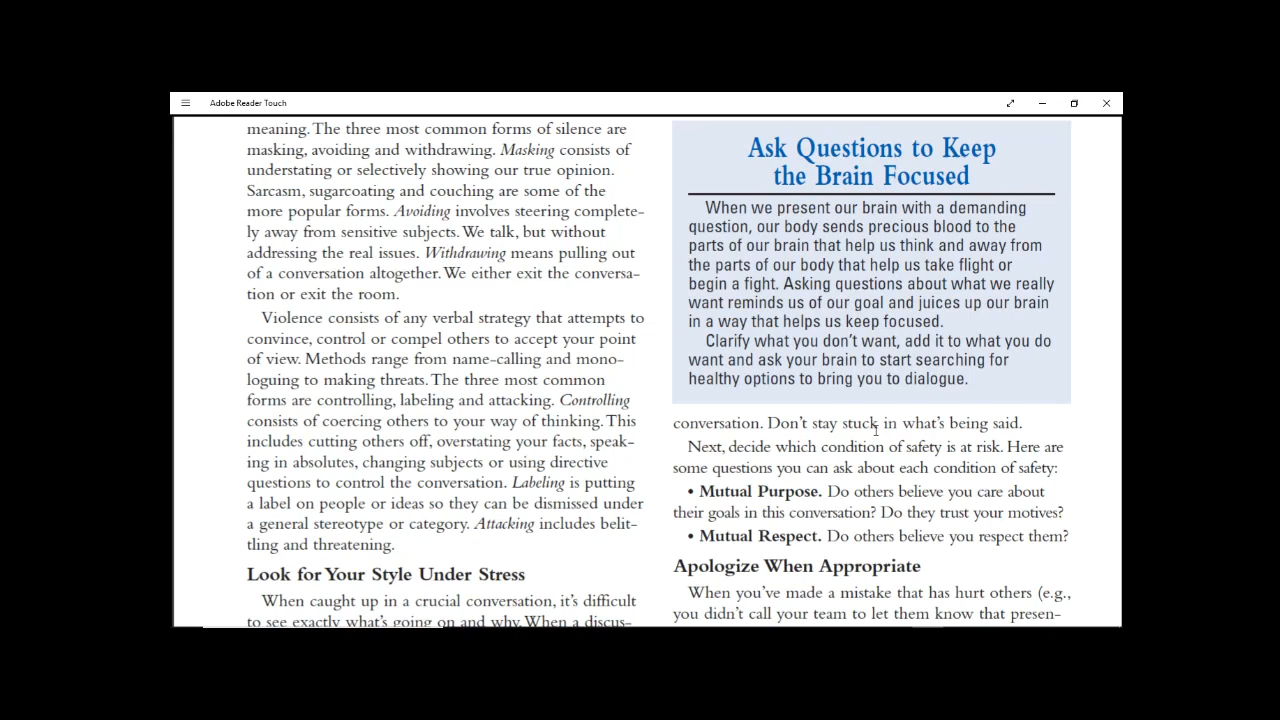 Adobe Reader Touch
meaning. The three most common forms of silence are
masking, avoiding and withdrawing. Masking consists of
understating or selectively showing our true opinion.
Sarcasm, sugarcoating and couching are some of the
more popular forms. Avoiding involves steering complete-
ly away from sensitive subjects. We talk, but without
addressing the real issues. Withdrawing means pulling out
of a conversation altogether. We either exit the conversa-
tion or exit the room.
Violence consists of any verbal strategy that attempts to
convince, control or compel others to accept your point
of view. Methods range from name-calling and mono-
loguing to making threats. The three most common
forms are controlling, labeling and attacking. Controlling
consists of coercing others to your way of thinking. This
includes cutting others off, overstating your facts, speak-
ing in absolutes, changing subjects or using directive
questions to control the conversation. Labeling is putting
a label on people or ideas so they can be dismissed under
a general stereotype or category. Attacking includes belit-
tling and threatening.
Look for Your Style Under Stress
When caught up in a crucial conversation, it's difficult
to see exactly what's going on and why. When a discus-
Ask Questions to Keep
the Brain Focused
When we present our brain with a demanding
question, our body sends precious blood to the
parts of our brain that help us think and away from
the parts of our body that help us take flight or
begin a fight. Asking questions about what we really
want reminds us of our goal and juices up our brain
in a way that helps us keep focused.
Clarify what you don't want, add it to what you do
want and ask your brain to start searching for
healthy options to bring you to dialogue.
conversation. Don't stay stuck in what's being said.
Next, decide which condition of safety is at risk. Here are
some questions you can ask about each condition of safety:
• Mutual Purpose. Do others believe you care about
their goals in this conversation? Do they trust your motives?
• Mutual Respect. Do others believe you respect them?
Apologize When Appropriate
When you've made a mistake that has hurt others (e.g.,
you didn't call your team to let them know that presen-